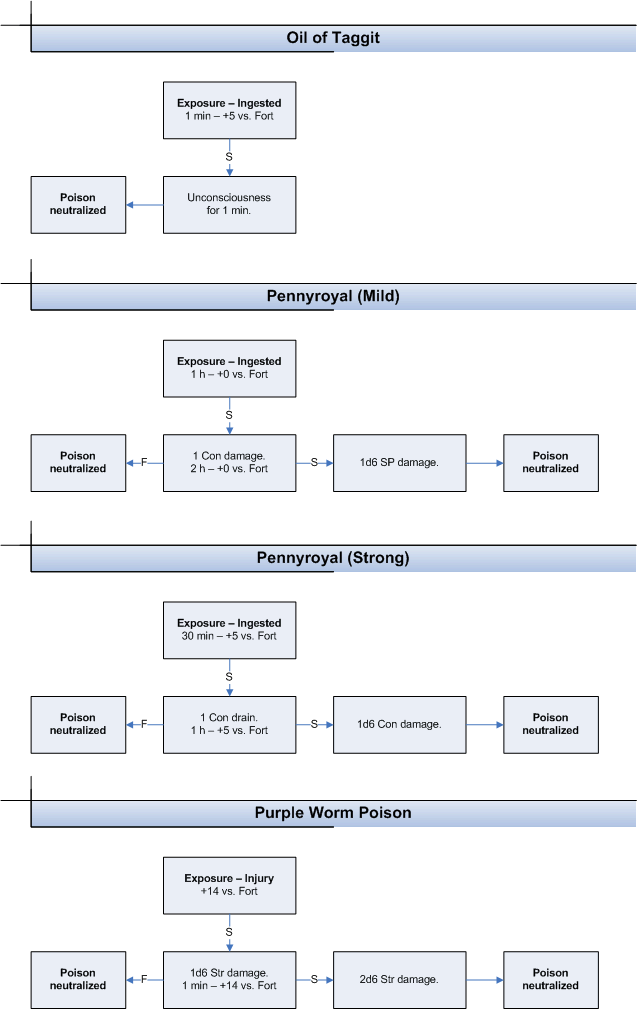 Oil of Taggit
Exposure – Ingested
1 min – +5 vs. Fort
S
Poison
neutralized
Unconsciousness
for 1 min.
Pennyroyal (Mild)
Exposure – Ingested
1 h – +0 vs. Fort
S
Poison
neutralized
F
1 Con damage.
2 h – +0 vs. Fort
S
1d6 SP damage.
Poison
neutralized
Pennyroyal (Strong)
Exposure – Ingested
30 min – +5 vs. Fort
S
Poison
neutralized
F
1 Con drain.
1 h – +5 vs. Fort
S
1d6 Con damage.
Poison
neutralized
Purple Worm Poison
Exposure – Injury
+14 vs. Fort
S
Poison
neutralized
F
1d6 Str damage.
1 min – +14 vs. Fort
S
2d6 Str damage.
Poison
neutralized